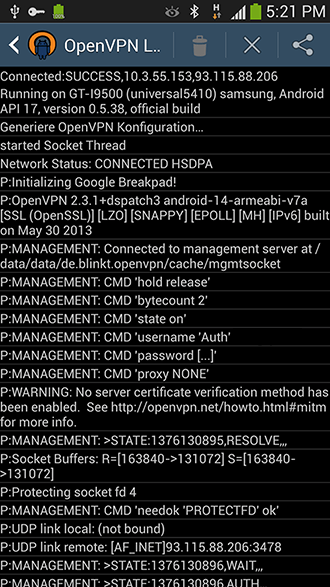 5:21 PM
OpenVPN L...
Connected:SUCCESS,10.3.55.153,93.115.88.206
Running on GT-I9500 (universal5410) samsung, Android
API 17, version 0.5.38, official build
Generiere OpenVPN Konfiguration...
started Socket Thread
Network Status: CONNECTED HSDPA
P:Initializing Google Breakpad!
P:OpenVPN 2.3.1+dspatch3 android-14-armeabi-v7a
[SSL (OpenSSL)] [LZO] [SNAPPY] [EPOLL] [MH] [IPv6] built
on May 30 2013
P:MANAGEMENT: Connected to management server at /
data/data/de.blinkt.openvpn/cache/mgmtsocket
P:MANAGEMENT: CMD 'hold release'
P:MANAGEMENT: CMD 'bytecount 2'
P:MANAGEMENT: CMD 'state on'
P:MANAGEMENT: CMD 'username 'Auth'
P:MANAGEMENT: CMD 'password [...]'
P:MANAGEMENT: CMD 'proxy NONE'
P:WARNING: No server certificate verification method has
been enabled.  See http://openvpn.net/howto.html#mitm
for more info.
P:MANAGEMENT: >STATE:1376130895,RESOLVE,,,
P:Socket Buffers: R=[163840->131072] S=[163840-
>131072]
P:Protecting socket fd 4
P:MANAGEMENT: CMD 'needok 'PROTECTFD' ok'
P:UDP link local: (not bound)
P:UDP link remote: [AF_INET]93.115.88.206:3478
P:MANAGEMENT: >STATE:1376130896,WAIT,,,
P:MANAGEMENT: >STATE:1376130896,AUTH,,,